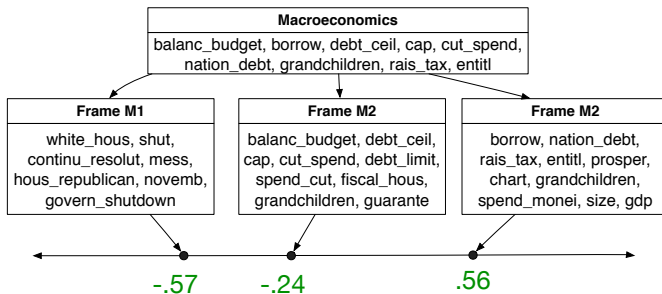 Macroeconomics
balanc_budget, borrow, debt_ceil, cap, cut_spend,
nation_debt, grandchildren, rais_tax, entitl
Frame M1
white_hous, shut,
continu_resolut, mess,
hous_republican, novemb,
govern_shutdown
Frame M2
balanc_budget, debt_ceil,
cap, cut_spend, debt_limit,
spend_cut, fiscal_hous,
grandchildren, guarante
Frame M2
borrow, nation_debt,
rais_tax, entitl, prosper,
chart, grandchildren,
spend_monei, size, gdp
-.57
-.24
.56